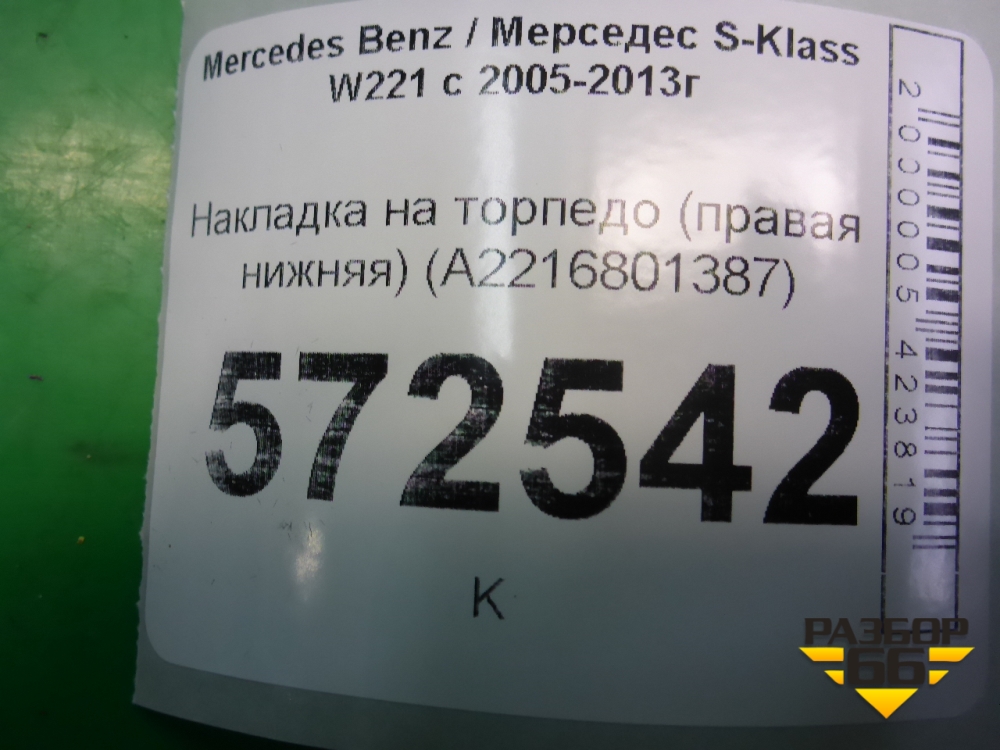 Mercedes Benz / Мерседес S-Klass
W221 с 2005-2013г
Накладка на торпедо (правая
нижняя) (A2216801387)
572542
К
2000005423819
РАЗБОР
66